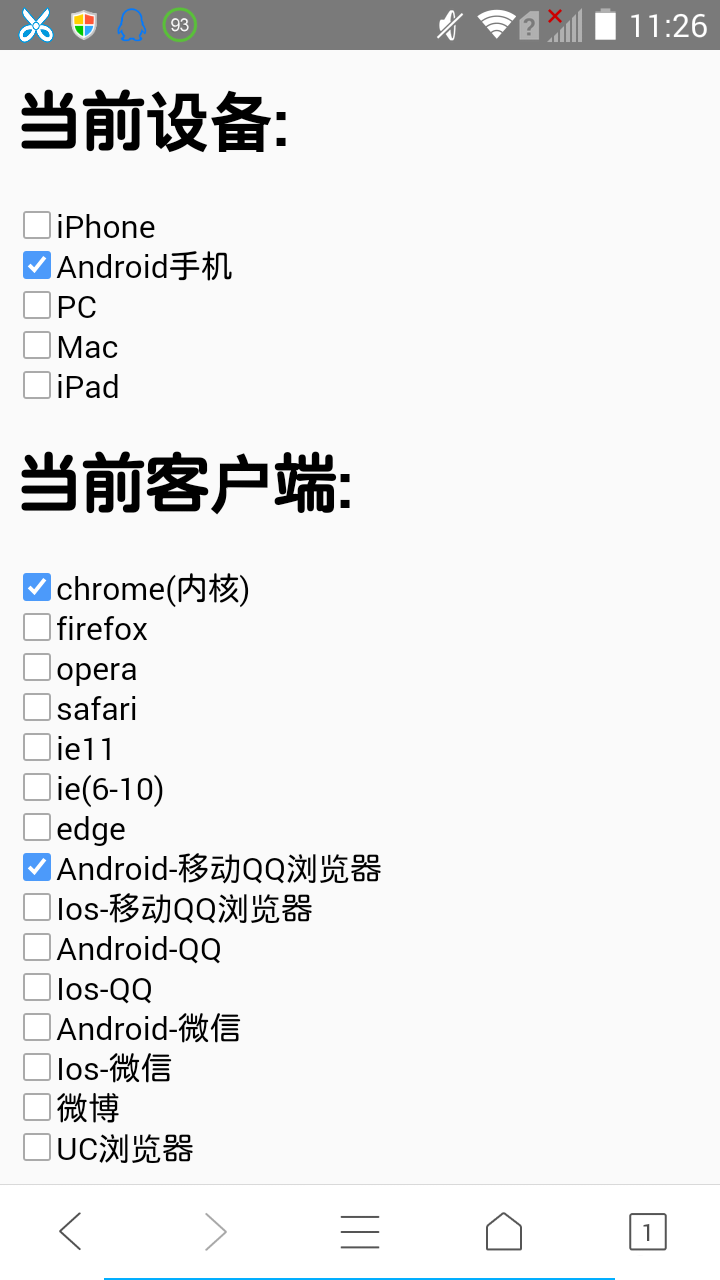 93
11:26
当前设备:
iPhone
Android手机
PC
Mac
iPad
当前客户端:
chrome(内核)
firefox
opera
safari
ie11
ie(6-10)
edge
Android-移动QQ浏览器
Ios-移动QQ浏览器
Android-QQ
Ios-QQ
Android-微信
Ios-微信
微博
UC浏览器
1